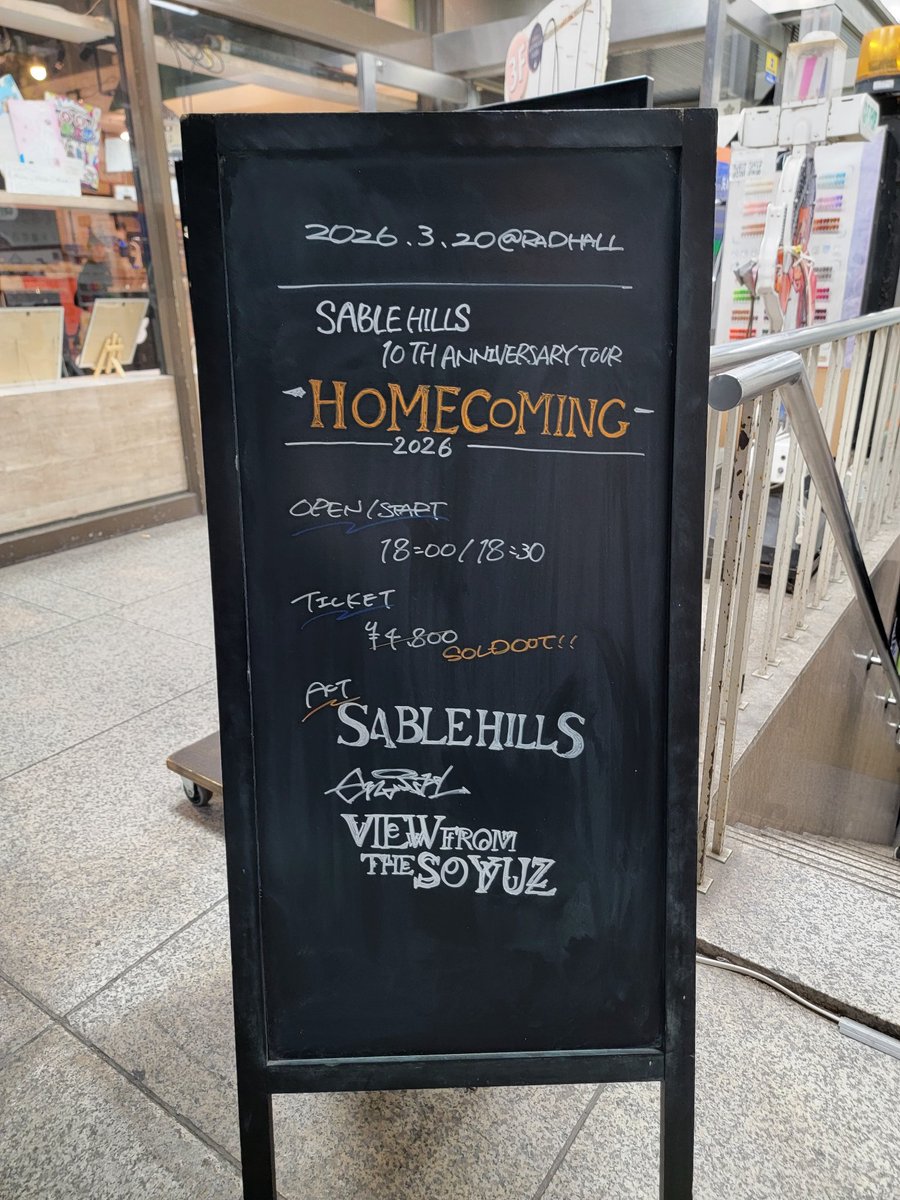 2026.3.20@RADHALL
SABLE HILLS
10TH ANNIVERSARY TOUR
HOMECOMING
2026
OPEN/START
18:00/18:30
TICKET
¥4.800 SOLDOUT!!
ACT
SABLE HILLS
VIEW FROM
THE SOYUZ